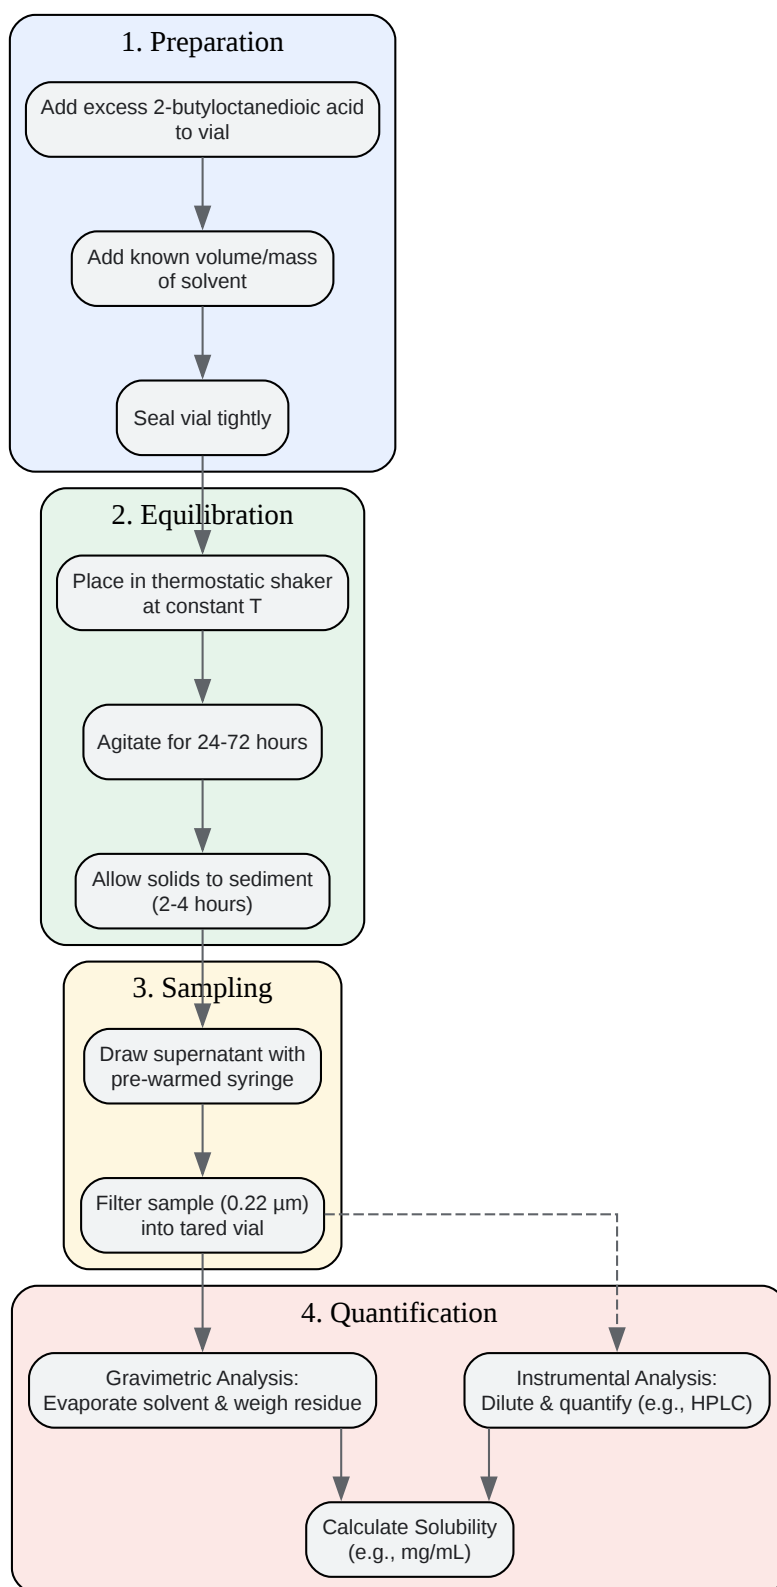 1. Preparation
Add excess 2-butyloctanedioic acid
to vial
Add known volume/mass
of solvent
Seal vial tightly
2. Equilibration
Place in thermostatic shaker
at constant T
Agitate for 24-72 hours
Allow solids to sediment
(2-4 hours)
3. Sampling
Draw supernatant with
pre-warmed syringe
Filter sample (0.22 µm)
into tared vial
4. Quantification
Gravimetric Analysis:
Evaporate solvent & weigh residue
Instrumental Analysis:
Dilute & quantify (e.g., HPLC)
Calculate Solubility
(e.g., mg/mL)